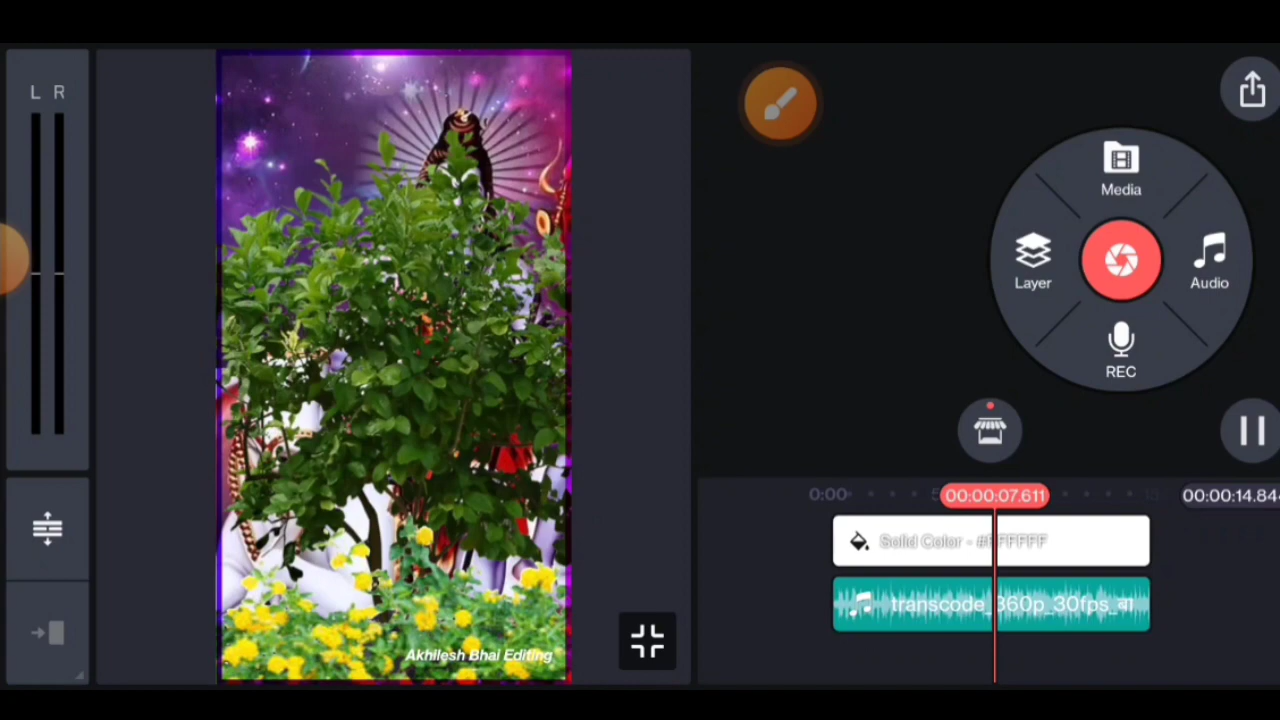 L R
Media
Layer
Audio
REC
0:00
00:00:07.611
00:00:14.84
Solid Color - #FFFFFF
transcode_360p_30fps_बा
Akhilesh Bhai Editing